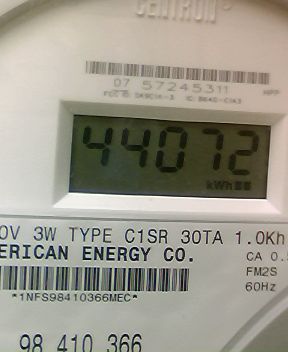 CENTRON®
07 57245311
44072
kWh
0V 3W TYPE C1SR 30TA 1.0Kh
ERICAN ENERGY CO.
CA 0.5
FM2S
*1NFS98410366MEC*
60Hz
98 410 366